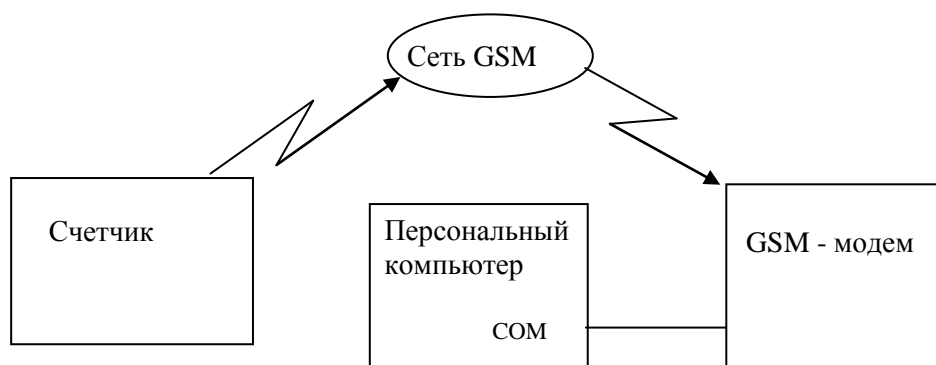 Сеть GSM
Счетчик
Персональный
компьютер
COM
GSM - модем